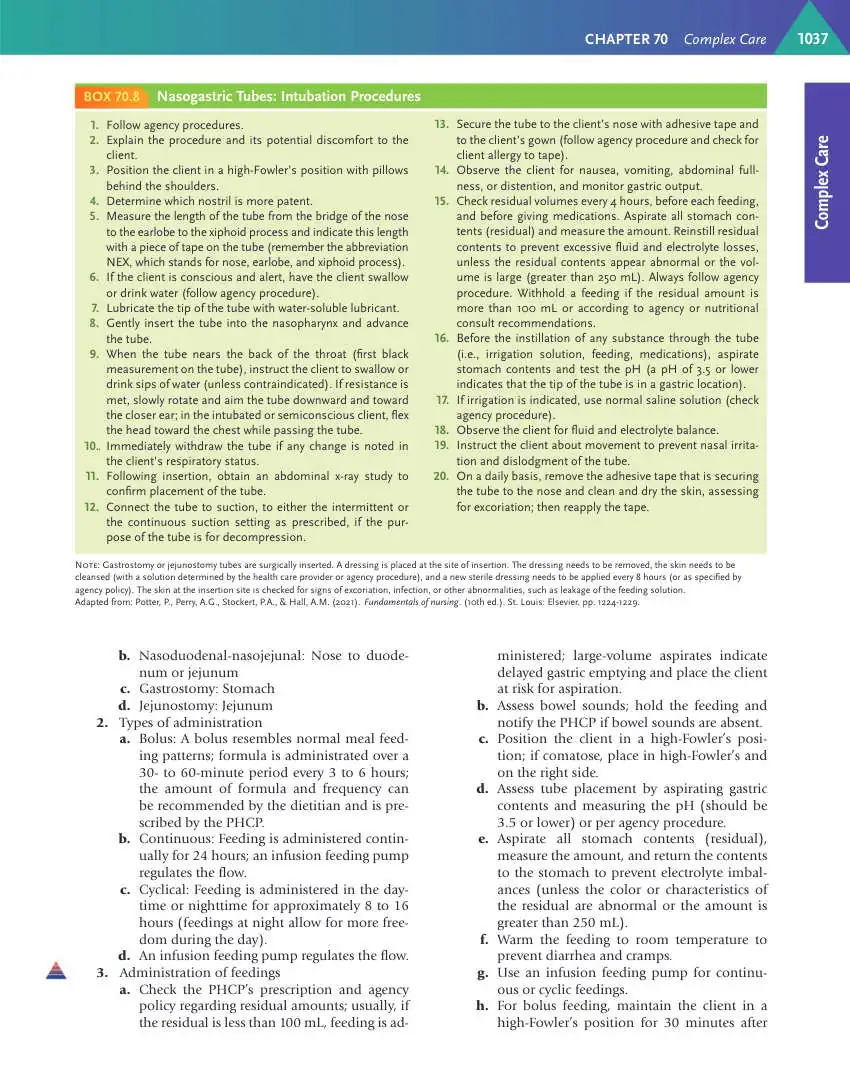 CHAPTER 70 Complex Care 1037
Complex Care
BOX 70.8 Nasogastric Tubes: Intubation Procedures
1. Follow agency procedures.
2. Explain the procedure and its potential discomfort to the
client.
3. Position the client in a high-Fowler's position with pillows
behind the shoulders.
4. Determine which nostril is more patent.
5. Measure the length of the tube from the bridge of the nose
to the earlobe to the xiphoid process and indicate this length
with a piece of tape on the tube (remember the abbreviation
NEX, which stands for nose, earlobe, and xiphoid process).
6. If the client is conscious and alert, have the client swallow
or drink water (follow agency procedure).
7. Lubricate the tip of the tube with water-soluble lubricant.
8. Gently insert the tube into the nasopharynx and advance
the tube.
9. When the tube nears the back of the throat (first black
measurement on the tube), instruct the client to swallow or
drink sips of water (unless contraindicated). If resistance is
met, slowly rotate and aim the tube downward and toward
the closer ear; in the intubated or semiconscious client, flex
the head toward the chest while passing the tube.
10.. Immediately withdraw the tube if any change is noted in
the client's respiratory status.
11. Following insertion, obtain an abdominal x-ray study to
confirm placement of the tube.
12. Connect the tube to suction, to either the intermittent or
the continuous suction setting as prescribed, if the pur-
pose of the tube is for decompression.
13. Secure the tube to the client's nose with adhesive tape and
to the client's gown (follow agency procedure and check for
client allergy to tape).
14. Observe the client for nausea, vomiting, abdominal full-
ness, or distention, and monitor gastric output.
15. Check residual volumes every 4 hours, before each feeding,
and before giving medications. Aspirate all stomach con-
tents (residual) and measure the amount. Reinstill residual
contents to prevent excessive fluid and electrolyte losses,
unless the residual contents appear abnormal or the vol-
ume is large (greater than 250 mL). Always follow agency
procedure. Withhold a feeding if the residual amount is
more than 100 mL or according to agency or nutritional
consult recommendations.
16. Before the instillation of any substance through the tube
(i.e., irrigation solution, feeding, medications), aspirate
stomach contents and test the pH (a pH of 3.5 or lower
indicates that the tip of the tube is in a gastric location).
17. If irrigation is indicated, use normal saline solution (check
agency procedure).
18. Observe the client for fluid and electrolyte balance.
19. Instruct the client about movement to prevent nasal irrita-
tion and dislodgment of the tube.
20. On a daily basis, remove the adhesive tape that is securing
the tube to the nose and clean and dry the skin, assessing
for excoriation; then reapply the tape.
NOTE: Gastrostomy or jejunostomy tubes are surgically inserted. A dressing is placed at the site of insertion. The dressing needs to be removed, the skin needs to be
cleansed (with a solution determined by the health care provider or agency procedure), and a new sterile dressing needs to be applied every 8 hours (or as specified by
agency policy). The skin at the insertion site is checked for signs of excoriation, infection, or other abnormalities, such as leakage of the feeding solution.
Adapted from: Potter, P., Perry, A.G., Stockert, P.A., & Hall, A.M. (2021). Fundamentals of nursing. (10th ed.). St. Louis: Elsevier. pp. 1224-1229.
b. Nasoduodenal-nasojejunal: Nose to duode-
num or jejunum
c. Gastrostomy: Stomach
d. Jejunostomy: Jejunum
2. Types of administration
a. Bolus: A bolus resembles normal meal feed-
ing patterns; formula is administrated over a
30- to 60-minute period every 3 to 6 hours;
the amount of formula and frequency can
be recommended by the dietitian and is pre-
scribed by the PHCP.
b. Continuous: Feeding is administered contin-
ually for 24 hours; an infusion feeding pump
regulates the flow.
c. Cyclical: Feeding is administered in the day-
time or nighttime for approximately 8 to 16
hours (feedings at night allow for more free-
dom during the day).
d. An infusion feeding pump regulates the flow.
3. Administration of feedings
a. Check the PHCP's prescription and agency
policy regarding residual amounts; usually, if
the residual is less than 100 mL, feeding is ad-
ministered; large-volume aspirates indicate
delayed gastric emptying and place the client
at risk for aspiration.
b. Assess bowel sounds; hold the feeding and
notify the PHCP if bowel sounds are absent.
c. Position the client in a high-Fowler's posi-
tion; if comatose, place in high-Fowler's and
on the right side.
d. Assess tube placement by aspirating gastric
contents and measuring the pH (should be
3.5 or lower) or per agency procedure.
e. Aspirate all stomach contents (residual),
measure the amount, and return the contents
to the stomach to prevent electrolyte imbal-
ances (unless the color or characteristics of
the residual are abnormal or the amount is
greater than 250 mL).
f. Warm the feeding to room temperature to
prevent diarrhea and cramps.
g. Use an infusion feeding pump for continu-
ous or cyclic feedings.
h. For bolus feeding, maintain the client in a
high-Fowler's position for 30 minutes after